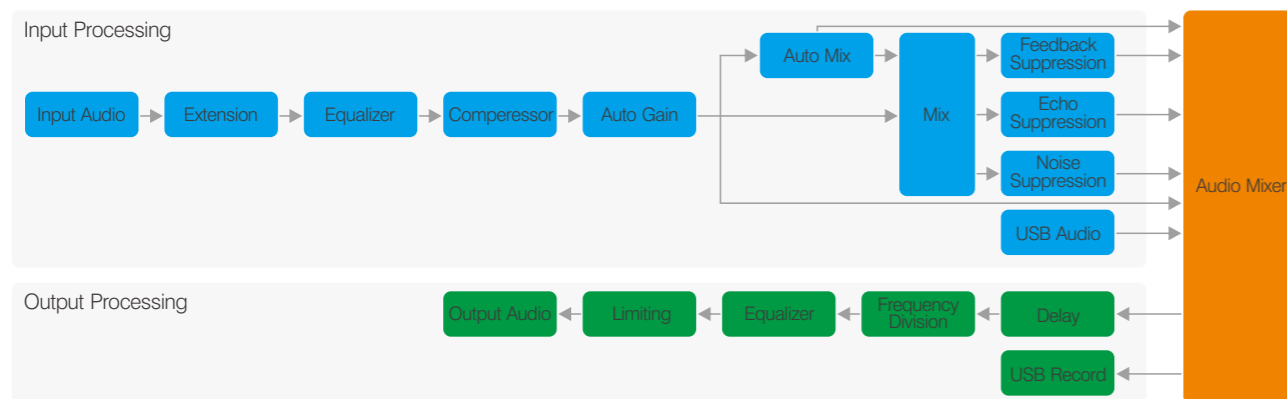 Input Processing
Input Audio
Extension
Equalizer
Comperessor
Auto Gain
Auto Mix
Mix
Feedback
Suppression
Echo
Suppression
Noise
Suppression
USB Audio
Audio Mixer
Output Processing
Output Audio
Limiting
Equalizer
Frequency
Division
Delay
USB Record